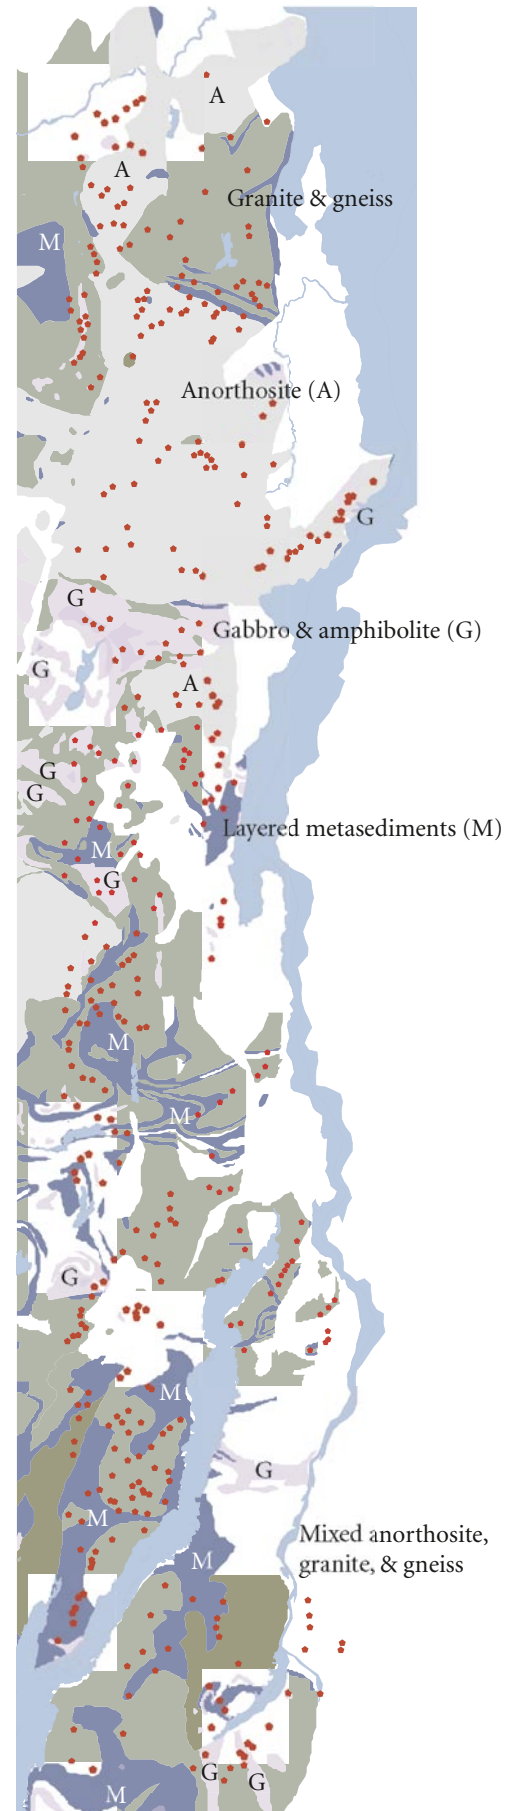 A
A
Granite & gneiss
M
Anorthosite (A)
G
G
Gabbro & amphibolite (G)
G
A
G
G
Layered metasediments (M)
M
G
M
M
G
M
G
M
Mixed anorthosite,
granite, & gneiss
M
G
G
M